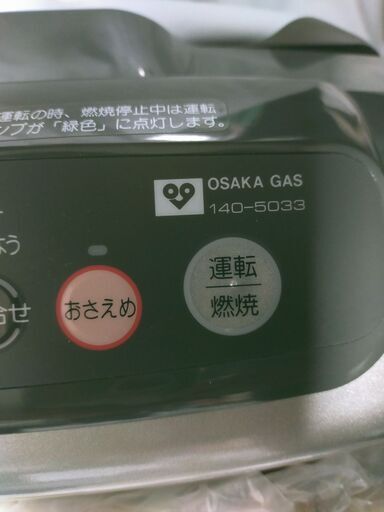 運転の時、燃焼停止中は運転
ンプが「緑色」に点灯します。
OSAKA GAS
140-5033
よう
運転
燃焼
おさえめ
合せ